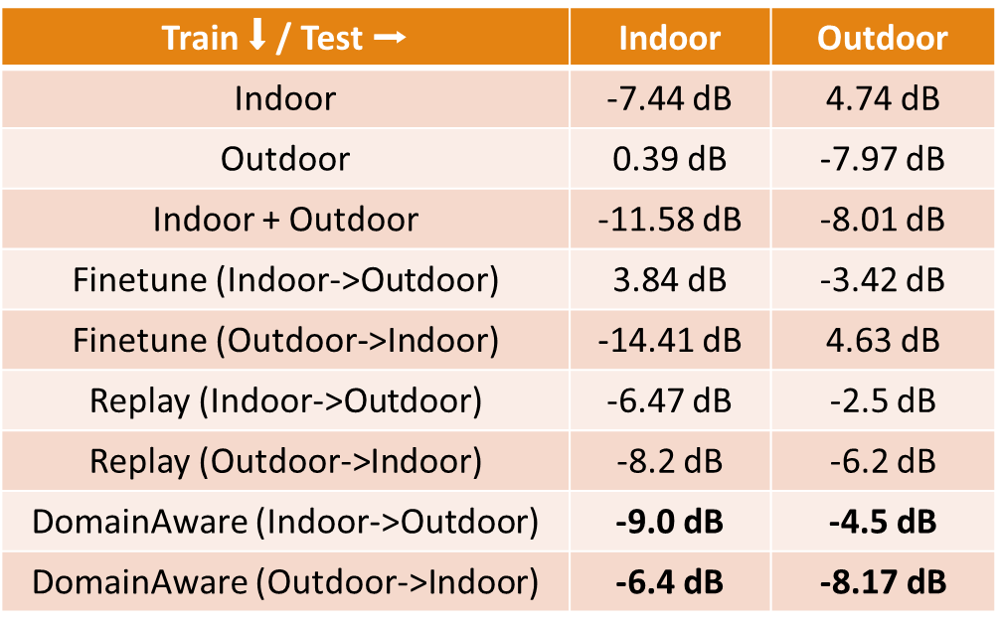 Train ⬇ / Test → Indoor Outdoor
Indoor -7.44 dB 4.74 dB
Outdoor 0.39 dB -7.97 dB
Indoor + Outdoor -11.58 dB -8.01 dB
Finetune (Indoor->Outdoor) 3.84 dB -3.42 dB
Finetune (Outdoor->Indoor) -14.41 dB 4.63 dB
Replay (Indoor->Outdoor) -6.47 dB -2.5 dB
Replay (Outdoor->Indoor) -8.2 dB -6.2 dB
DomainAware (Indoor->Outdoor) -9.0 dB -4.5 dB
DomainAware (Outdoor->Indoor) -6.4 dB -8.17 dB